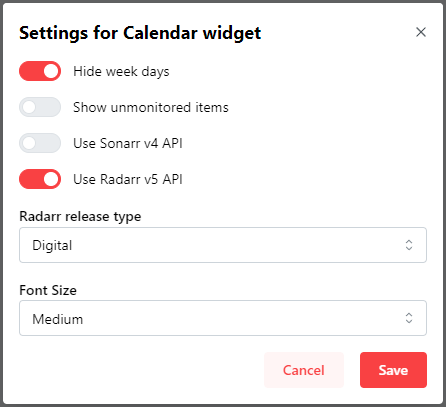 Settings for Calendar widget
Hide week days
Show unmonitored items
Use Sonarr v4 API
Use Radarr v5 API
Radarr release type
Digital
Font Size
Medium
Cancel Save